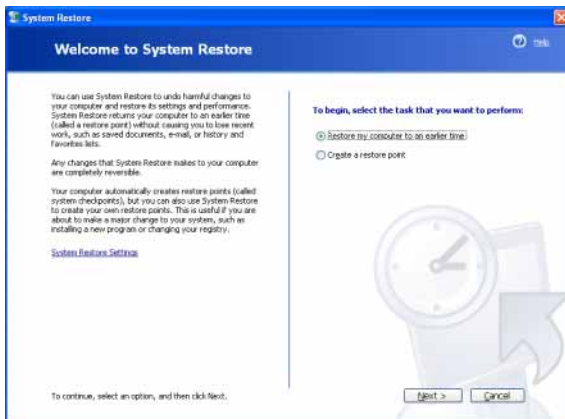 System Restore
Welcome to System Restore
Help
You can use System Restore to undo harmful changes to
your computer and restore its settings and performance.
System Restore returns your computer to an earlier time
(called a restore point) without causing you to lose recent
work, such as saved documents, e-mail, or history and
favorites lists.
Any changes that System Restore makes to your computer
are completely reversible.
Your computer automatically creates restore points (called
system checkpoints), but you can also use System Restore
to create your own restore points. This is useful if you are
about to make a major change to your system, such as
installing a new program or changing your registry.
System Restore Settings
To begin, select the task that you want to perform:
Restore my computer to an earlier time
Create a restore point
To continue, select an option, and then click Next.
Next >
Cancel